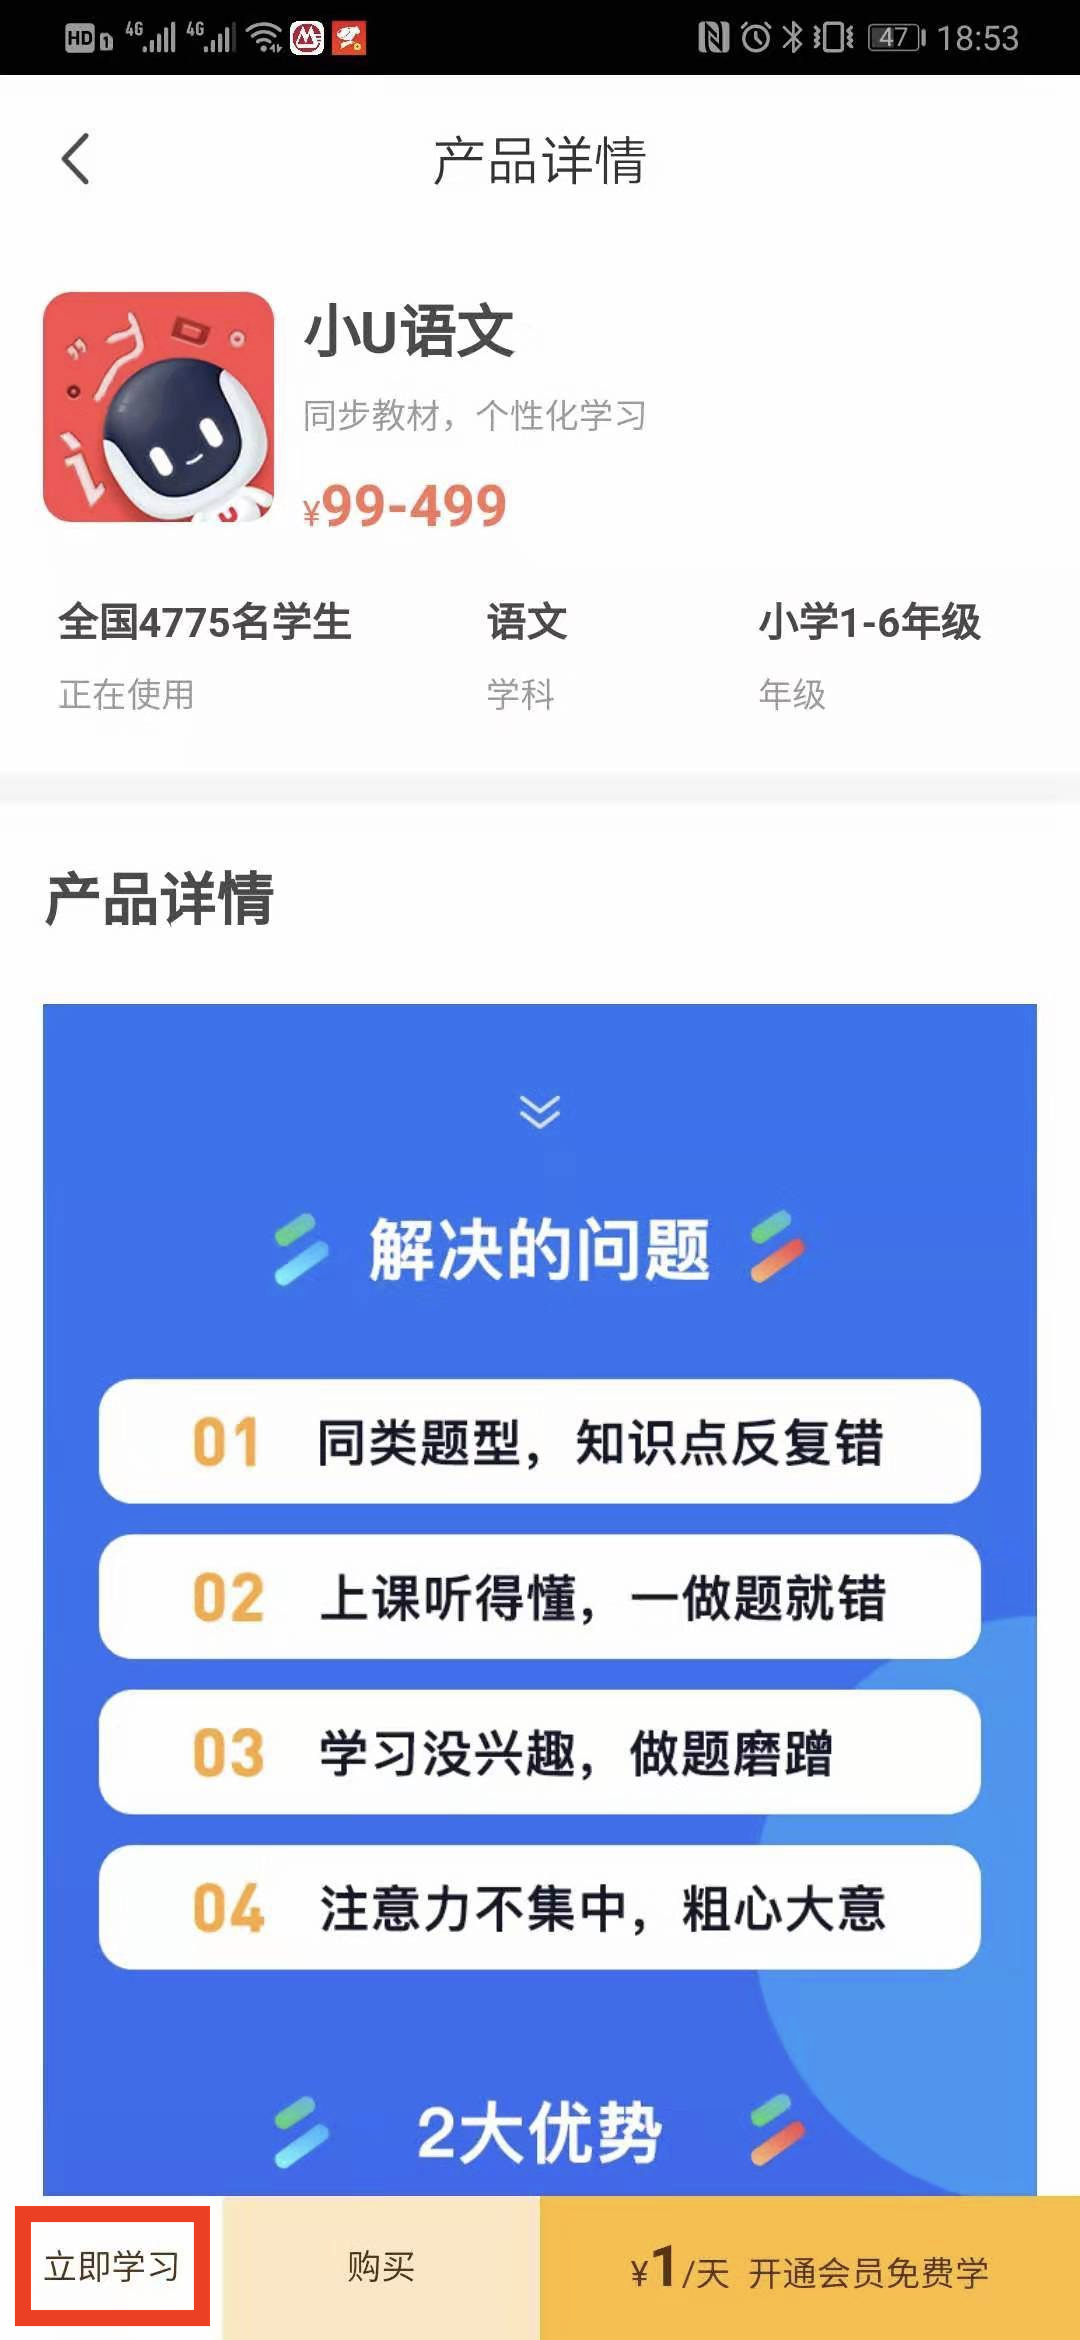 HD 1 4G 4G 47 18:53
产品详情
小U语文
同步教材，个性化学习
¥99-499
全国4775名学生 语文 小学1-6年级
正在使用 学科 年级
产品详情
解决的问题
01 同类题型，知识点反复错
02 上课听得懂，一做题就错
03 学习没兴趣，做题磨蹭
04 注意力不集中，粗心大意
2大优势
立即学习 购买 ¥1/天 开通会员免费学